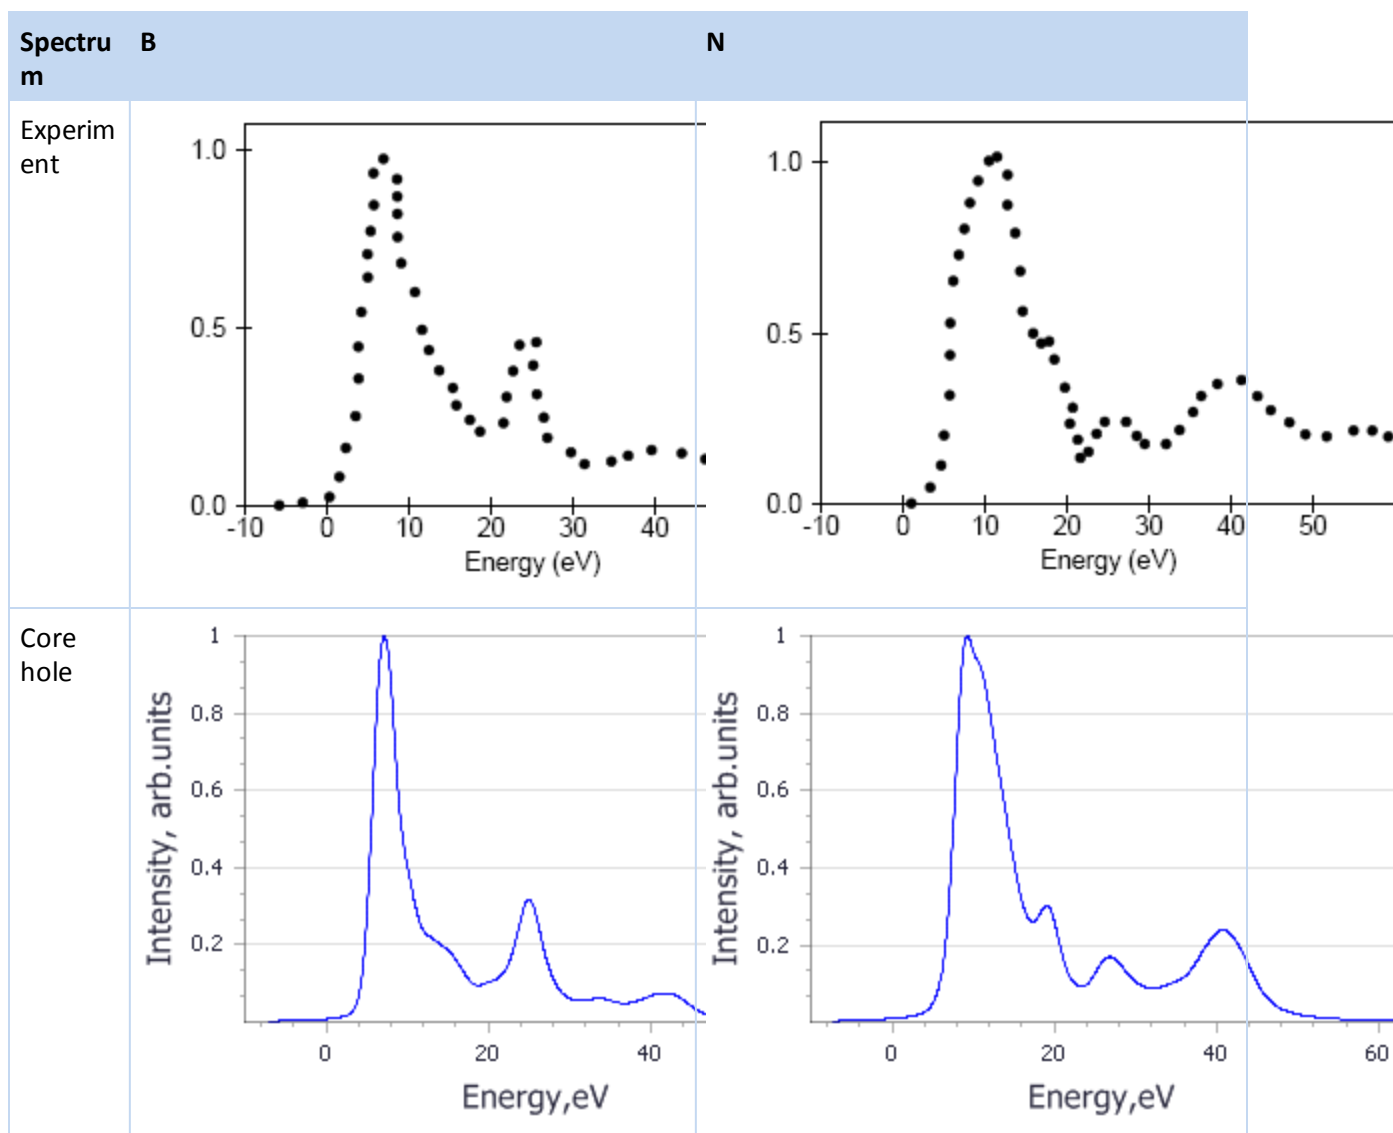 Spectru
m
B
N
Experim
ent
1.0
0.5
0.0
-10 0 10 20 30 40
Energy (eV)
1.0
0.5
0.0
-10 0 10 20 30 40 50
Energy (eV)
Core
hole
1
0.8
0.6
0.4
0.2
Intensity, arb.units
0 20 40
Energy,eV
1
0.8
0.6
0.4
0.2
Intensity, arb.units
0 20 40 60
Energy,eV